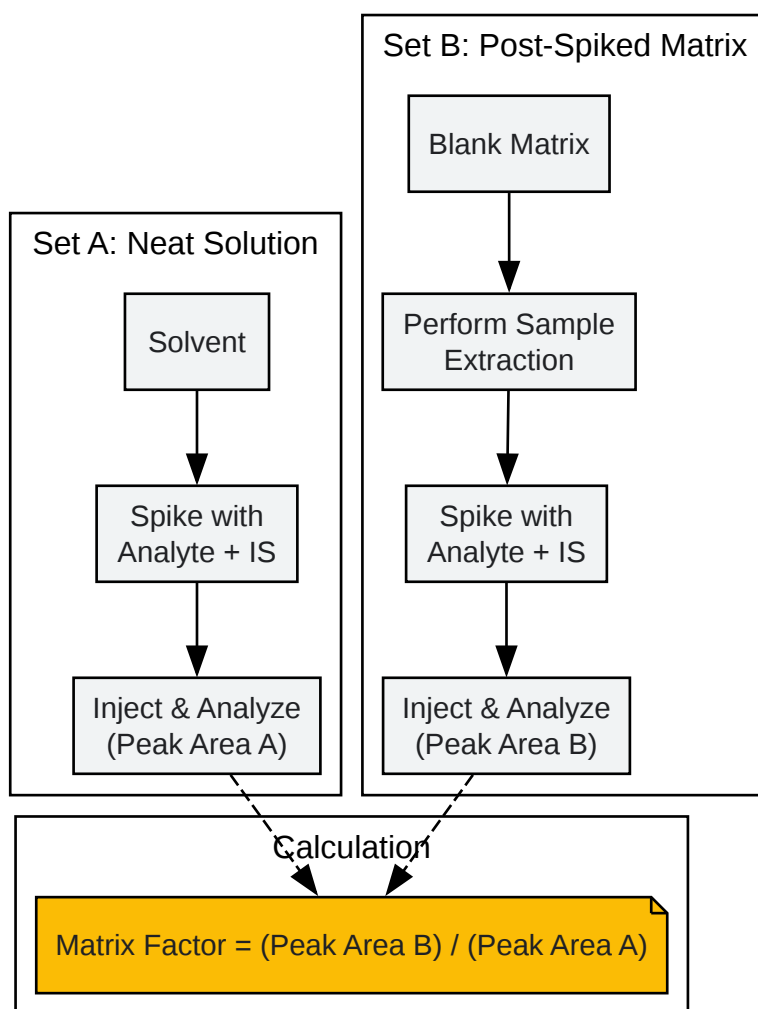 Set A: Neat Solution
Solvent
Spike with
Analyte + IS
Inject & Analyze
(Peak Area A)
Set B: Post-Spiked Matrix
Blank Matrix
Perform Sample
Extraction
Spike with
Analyte + IS
Inject & Analyze
(Peak Area B)
Calculation
Matrix Factor = (Peak Area B) / (Peak Area A)